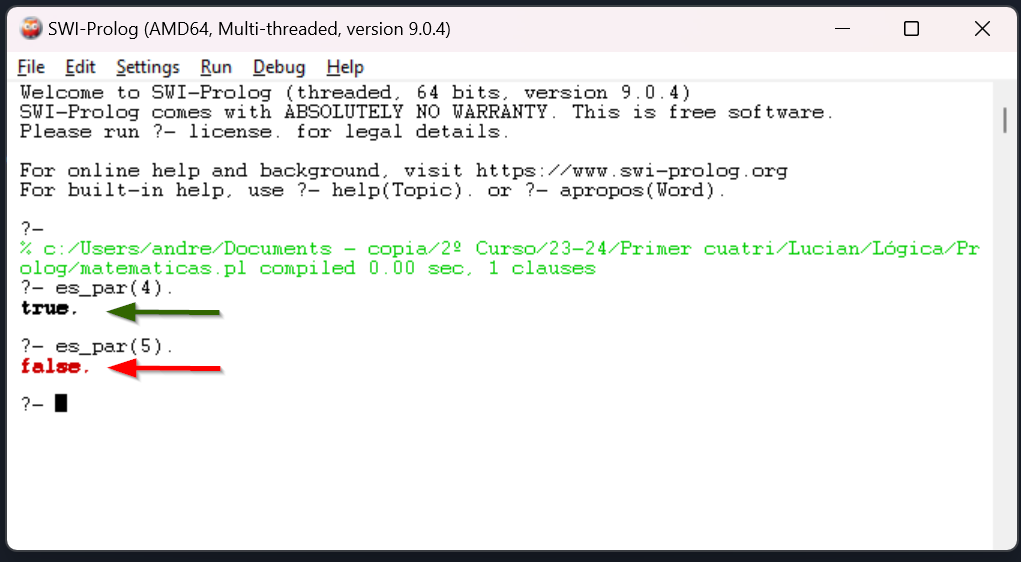 SWI-Prolog (AMD64, Multi-threaded, version 9.0.4)
File Edit Settings Run Debug Help
Welcome to SWI-Prolog (threaded, 64 bits, version 9.0.4)
SWI-Prolog comes with ABSOLUTELY NO WARRANTY. This is free software.
Please run ?- license. for legal details.
For online help and background, visit https://www.swi-prolog.org
For built-in help, use ?- help(Topic). or ?- apropos(Word).
?-
% c:/Users/andre/Documents - copia/2º Curso/23-24/Primer cuatri/Lucian/Lógica/Pr
olog/matematicas.pl compiled 0.00 sec, 1 clauses
?- es_par(4).
true.
?- es_par(5).
false.
?-